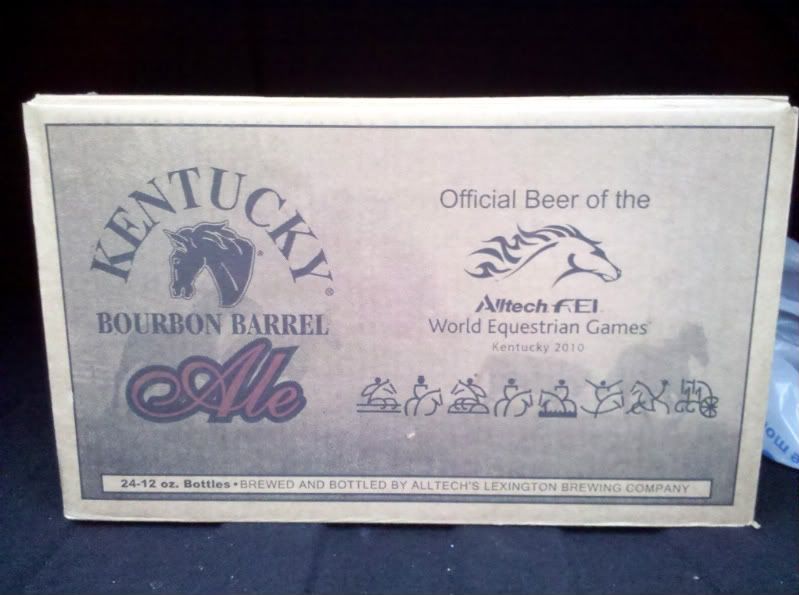 KENTUCKY
®
BOURBON BARREL
Ale
Official Beer of the
Alltech FEI
World Equestrian Games
Kentucky 2010
24-12 oz. Bottles • BREWED AND BOTTLED BY ALLTECH'S LEXINGTON BREWING COMPANY